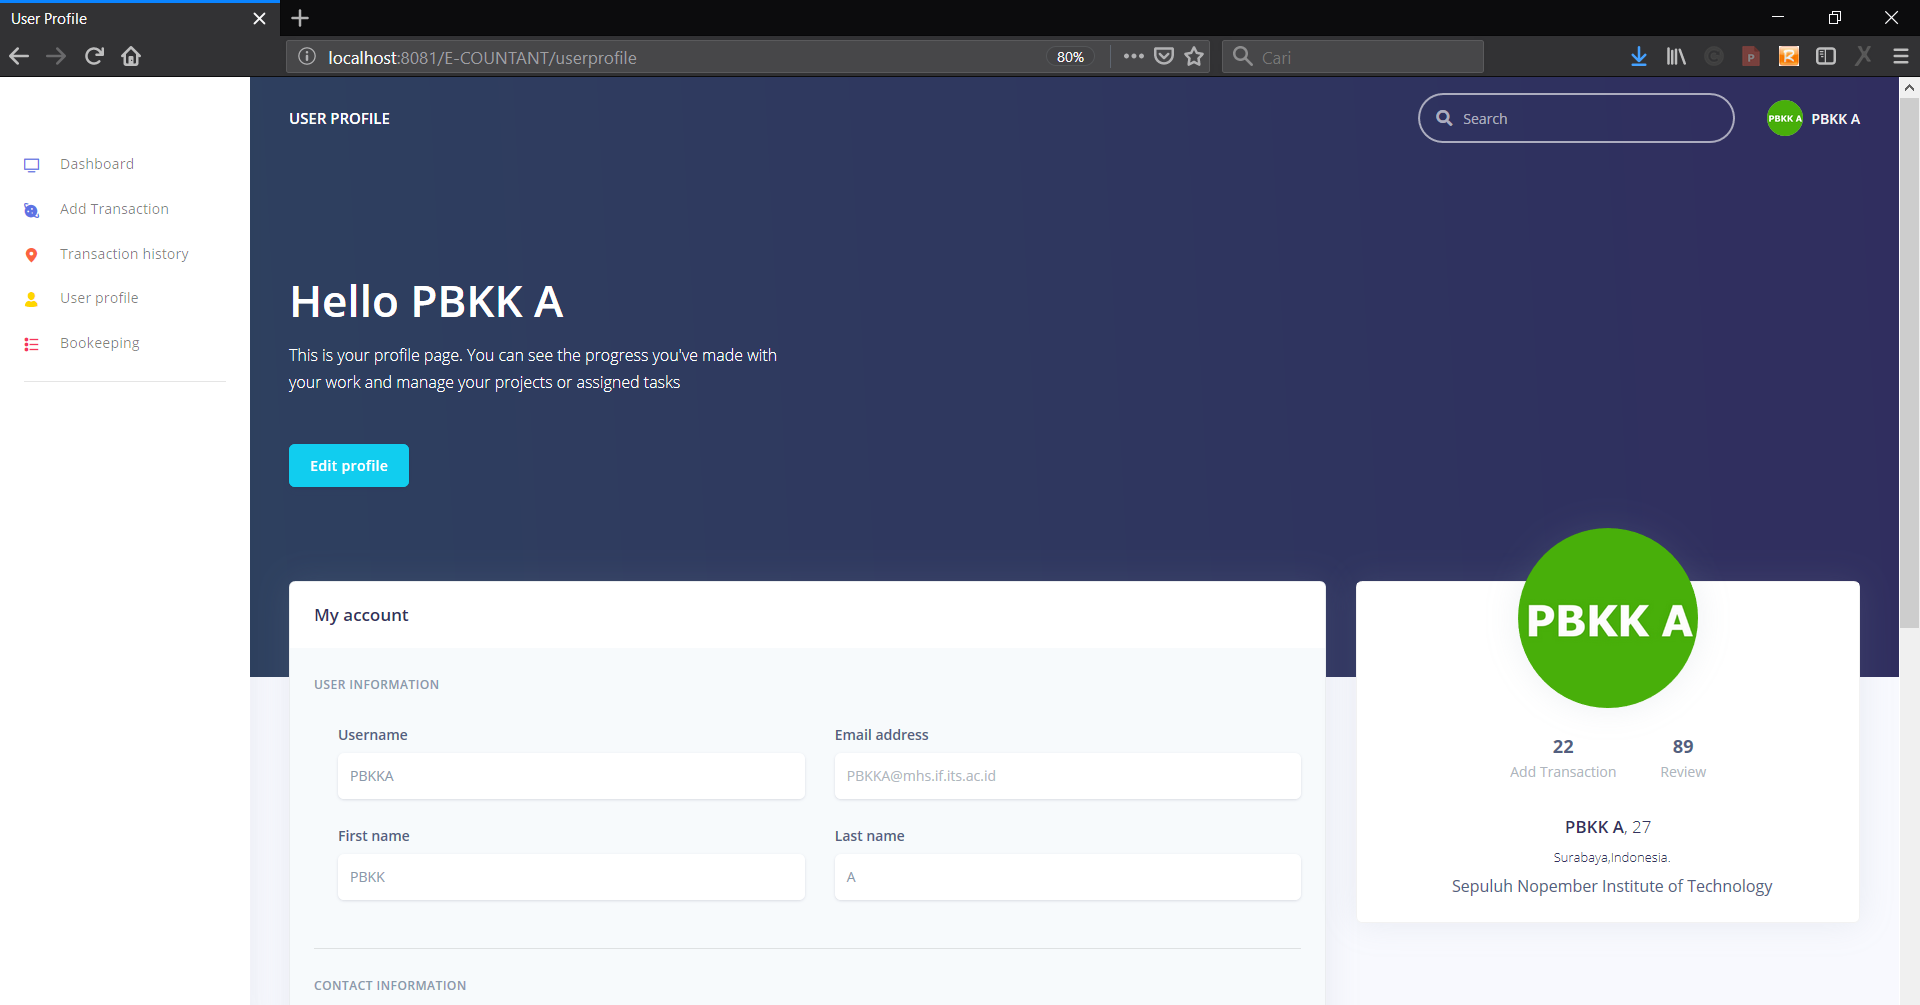 User Profile
localhost:8081/E-COUNTANT/userprofile
80%
Cari
USER PROFILE
Search
PBKK A
PBKK A
Dashboard
Add Transaction
Transaction history
User profile
Bookeeping
Hello PBKK A
This is your profile page. You can see the progress you've made with
your work and manage your projects or assigned tasks
Edit profile
My account
USER INFORMATION
Username
Email address
PBKKA
PBKKA@mhs.if.its.ac.id
First name
Last name
PBKK
A
CONTACT INFORMATION
PBKK A
22
Add Transaction
89
Review
PBKK A, 27
Surabaya,Indonesia.
Sepuluh Nopember Institute of Technology